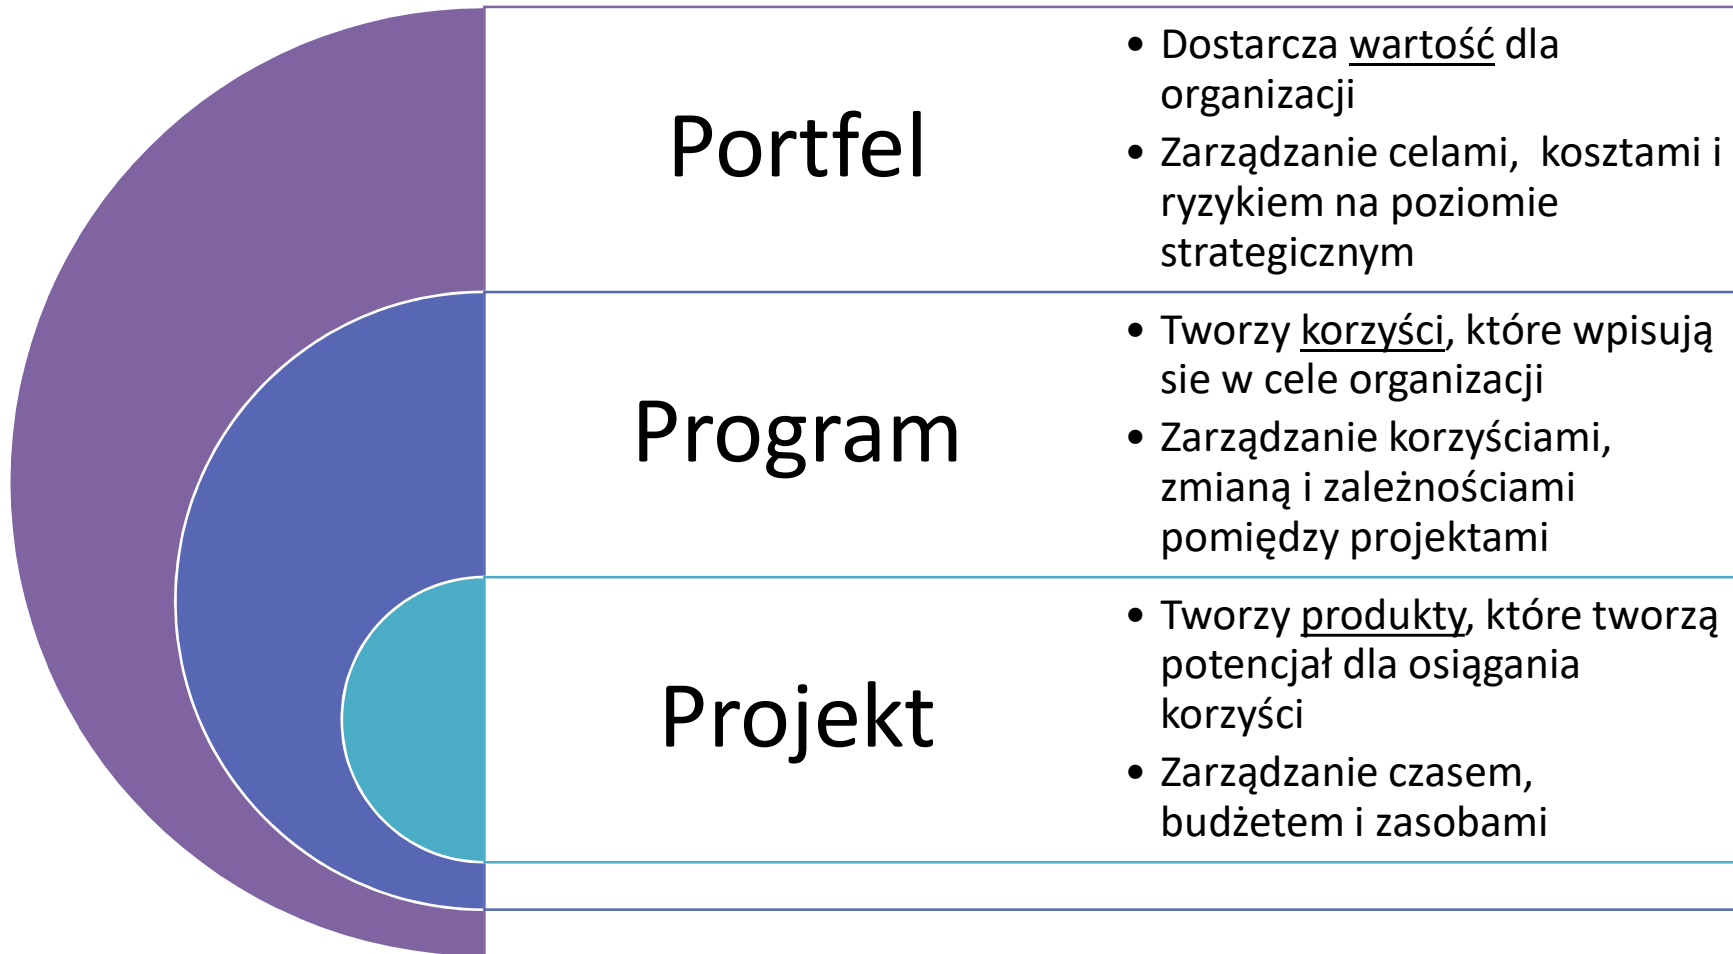 Portfel
• Dostarcza wartość dla
organizacji
• Zarządzanie celami,  kosztami i
ryzykiem na poziomie
strategicznym
Program
• Tworzy korzyści, które wpisują
sie w cele organizacji
• Zarządzanie korzyściami,
zmianą i zależnościami
pomiędzy projektami
Projekt
• Tworzy produkty, które tworzą
potencjał dla osiągania
korzyści
• Zarządzanie czasem,
budżetem i zasobami